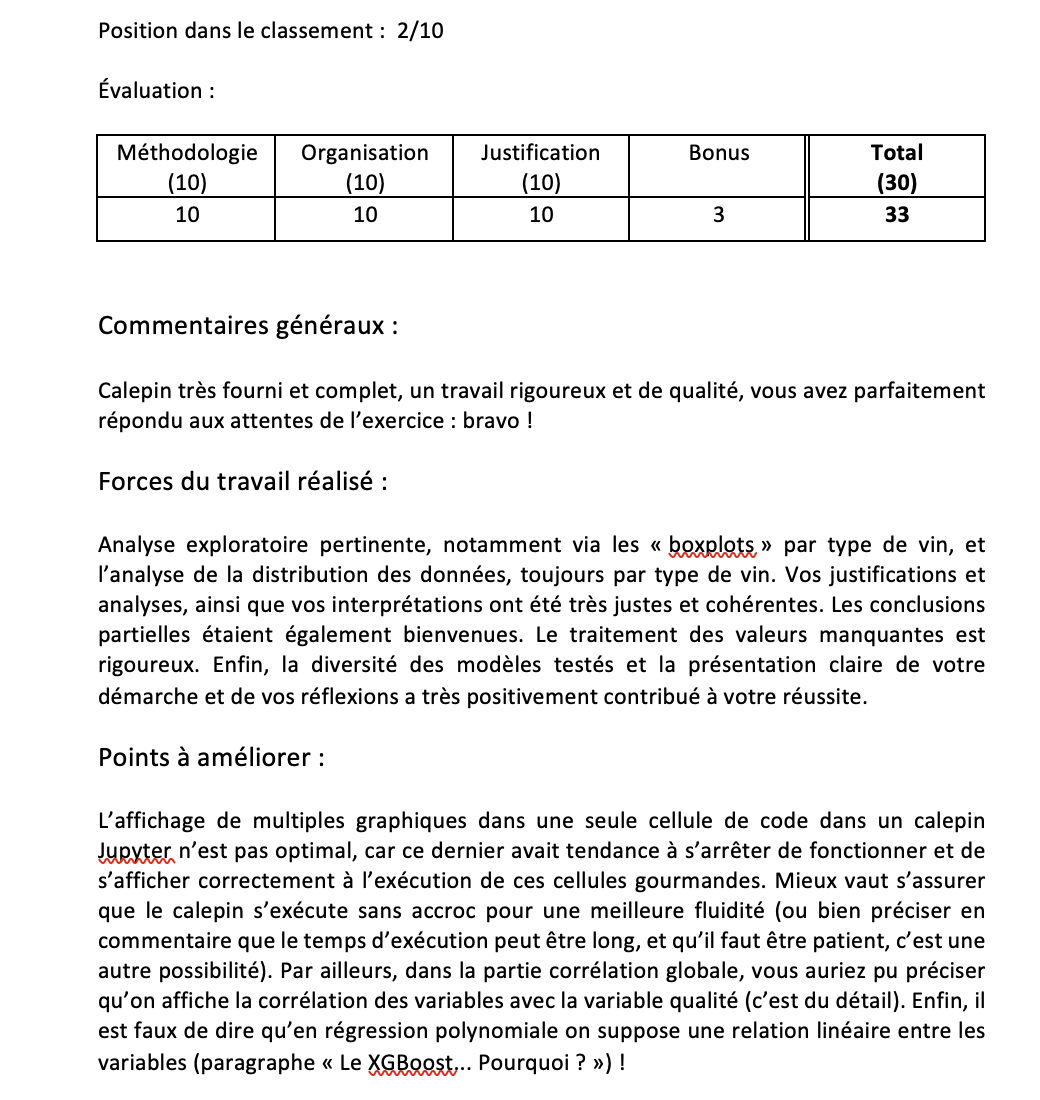 Position dans le classement : 2/10
Évaluation :
Méthodologie Organisation Justification Bonus Total
(10) (10) (10) (30)
10 10 10 3 33
Commentaires généraux :
Calepin très fourni et complet, un travail rigoureux et de qualité, vous avez parfaitement
répondu aux attentes de l’exercice : bravo !
Forces du travail réalisé :
Analyse exploratoire pertinente, notamment via les « boxplots » par type de vin, et
l’analyse de la distribution des données, toujours par type de vin. Vos justifications et
analyses, ainsi que vos interprétations ont été très justes et cohérentes. Les conclusions
partielles étaient également bienvenues. Le traitement des valeurs manquantes est
rigoureux. Enfin, la diversité des modèles testés et la présentation claire de votre
démarche et de vos réflexions a très positivement contribué à votre réussite.
Points à améliorer :
L’affichage de multiples graphiques dans une seule cellule de code dans un calepin
Jupyter n’est pas optimal, car ce dernier avait tendance à s’arrêter de fonctionner et de
s’afficher correctement à l’exécution de ces cellules gourmandes. Mieux vaut s’assurer
que le calepin s’exécute sans accroc pour une meilleure fluidité (ou bien préciser en
commentaire que le temps d’exécution peut être long, et qu’il faut être patient, c’est une
autre possibilité). Par ailleurs, dans la partie corrélation globale, vous auriez pu préciser
qu’on affiche la corrélation des variables avec la variable qualité (c’est du détail). Enfin, il
est faux de dire qu’en régression polynomiale on suppose une relation linéaire entre les
variables (paragraphe « Le XGBoost... Pourquoi ? ») !